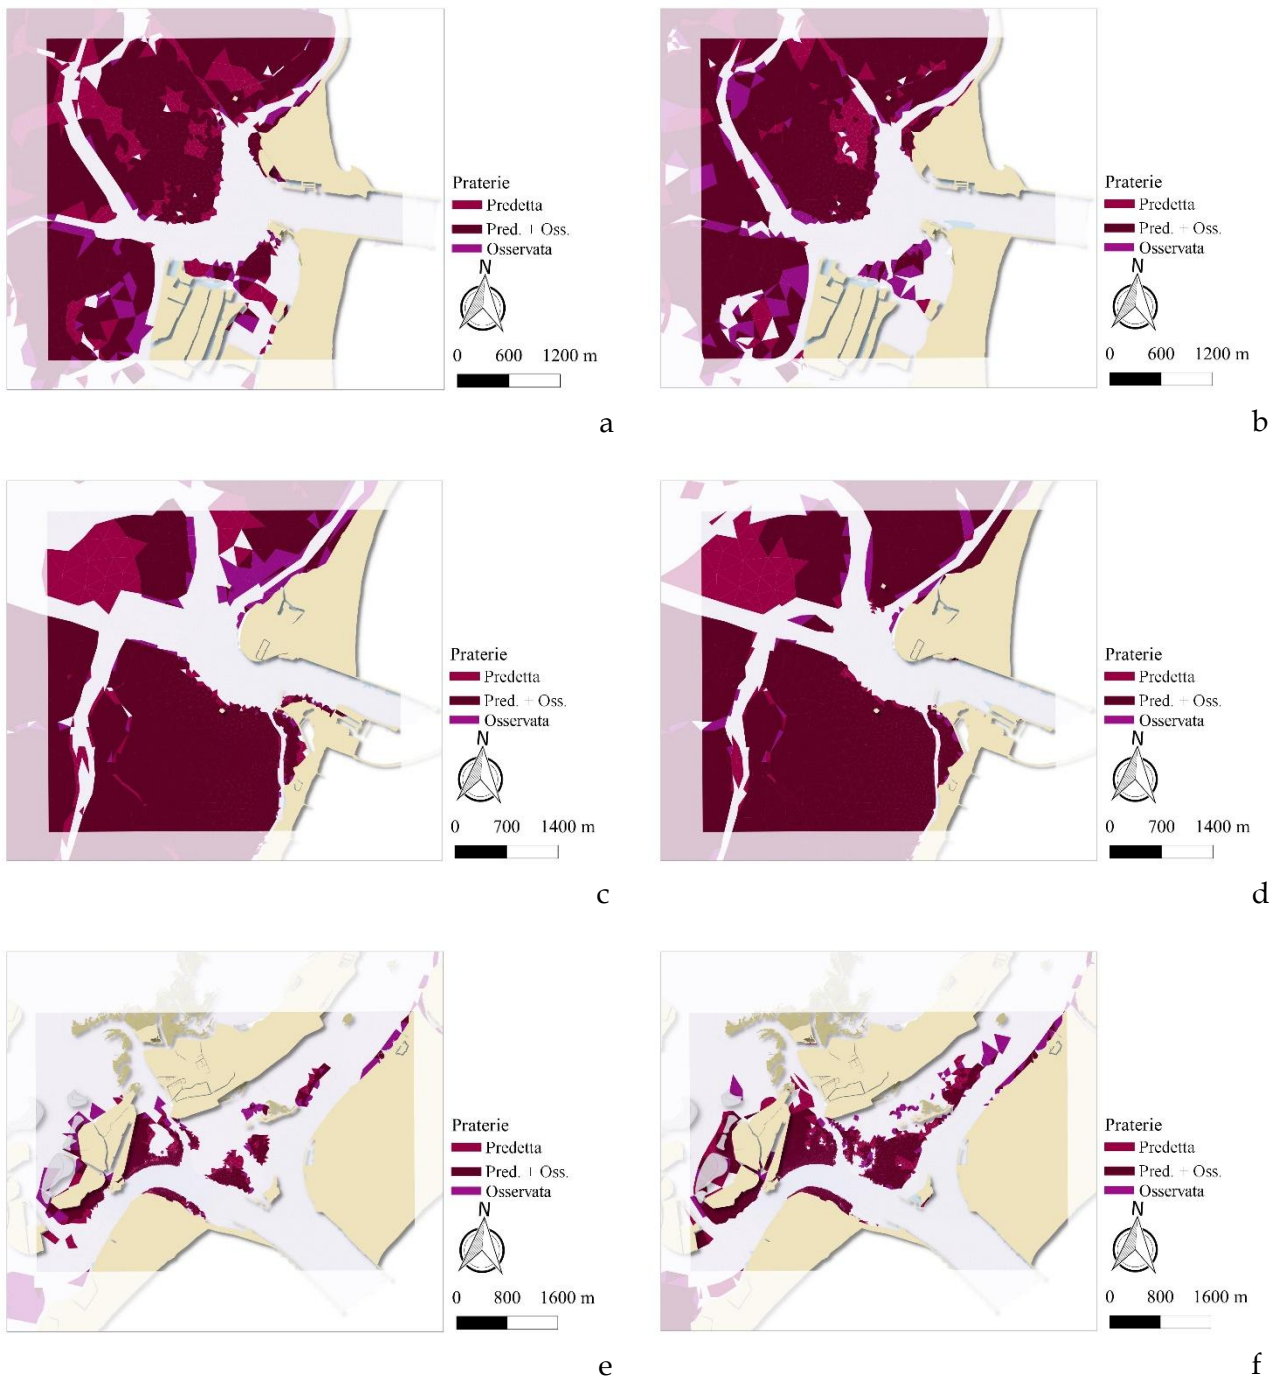 Praterie
Predetta
Pred. + Oss.
Osservata
N
0 600 1200 m
a
Praterie
Predetta
Pred. + Oss.
Osservata
N
0 600 1200 m
b
Praterie
Predetta
Pred. + Oss.
Osservata
N
0 700 1400 m
c
Praterie
Predetta
Pred. + Oss.
Osservata
N
0 700 1400 m
d
Praterie
Predetta
Pred. + Oss.
Osservata
N
0 800 1600 m
e
Praterie
Predetta
Pred. + Oss.
Osservata
N
0 800 1600 m
f